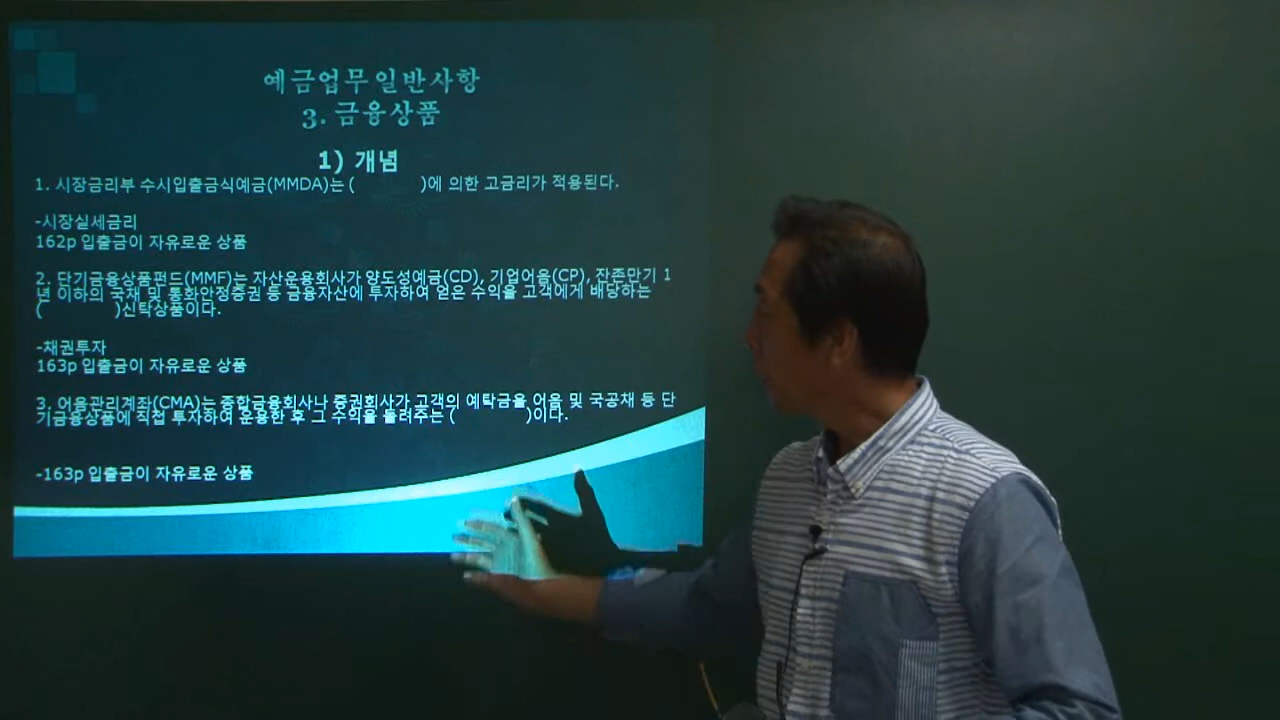 예금업무일반사항
3. 금융상품
1) 개념
1. 시장금리부 수시입출금식예금(MMDA)는 (          )에 의한 고금리가 적용된다.
-시장실세금리
162p 입출금이 자유로운 상품
2. 단기금융상품펀드(MMF)는 자산운용회사가 양도성예금(CD), 기업어음(CP), 잔존만기 1
년 이하의 국채 및 통화안정증권 등 금융자산에 투자하여 얻은 수익을 고객에게 배당하는
(          )신탁상품이다.
-채권투자
163p 입출금이 자유로운 상품
3. 어음관리계좌(CMA)는 종합금융회사나 증권회사가 고객의 예탁금을 어음 및 국공채 등 단
기금융상품에 직접 투자하여 운용한 후 그 수익을 돌려주는 (          )이다.
-163p 입출금이 자유로운 상품